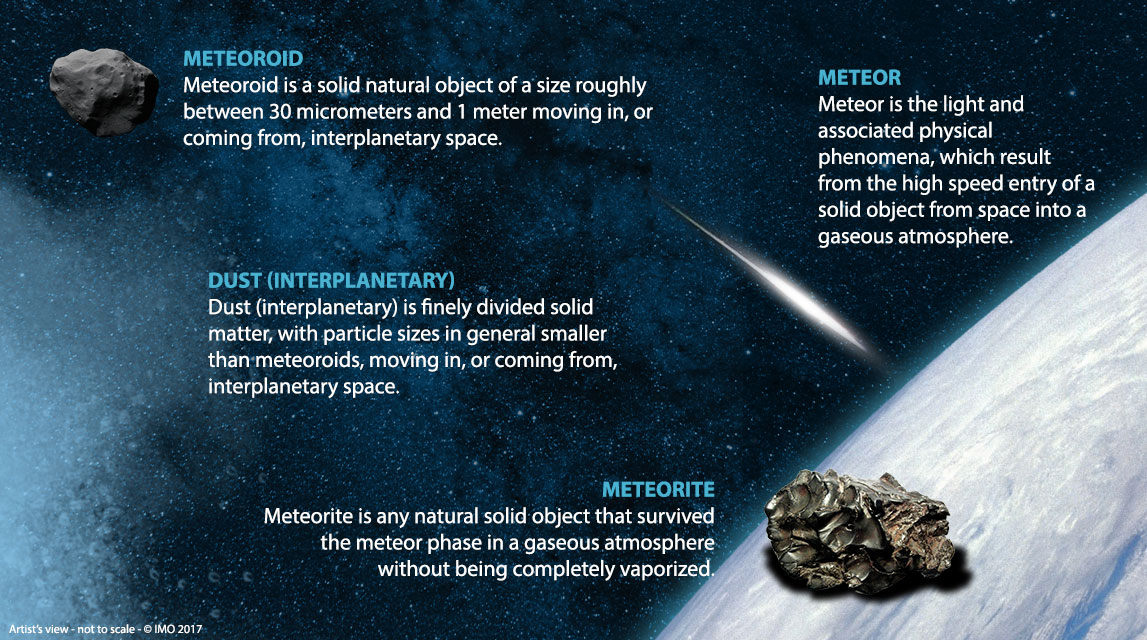 METEOROID
Meteoroid is a solid natural object of a size roughly
between 30 micrometers and 1 meter moving in, or
coming from, interplanetary space.
METEOR
Meteor is the light and
associated physical
phenomena, which result
from the high speed entry of a
solid object from space into a
gaseous atmosphere.
DUST (INTERPLANETARY)
Dust (interplanetary) is finely divided solid
matter, with particle sizes in general smaller
than meteoroids, moving in, or coming from,
interplanetary space.
METEORITE
Meteorite is any natural solid object that survived
the meteor phase in a gaseous atmosphere
without being completely vaporized.
Artist's view - not to scale - © IMO 2017